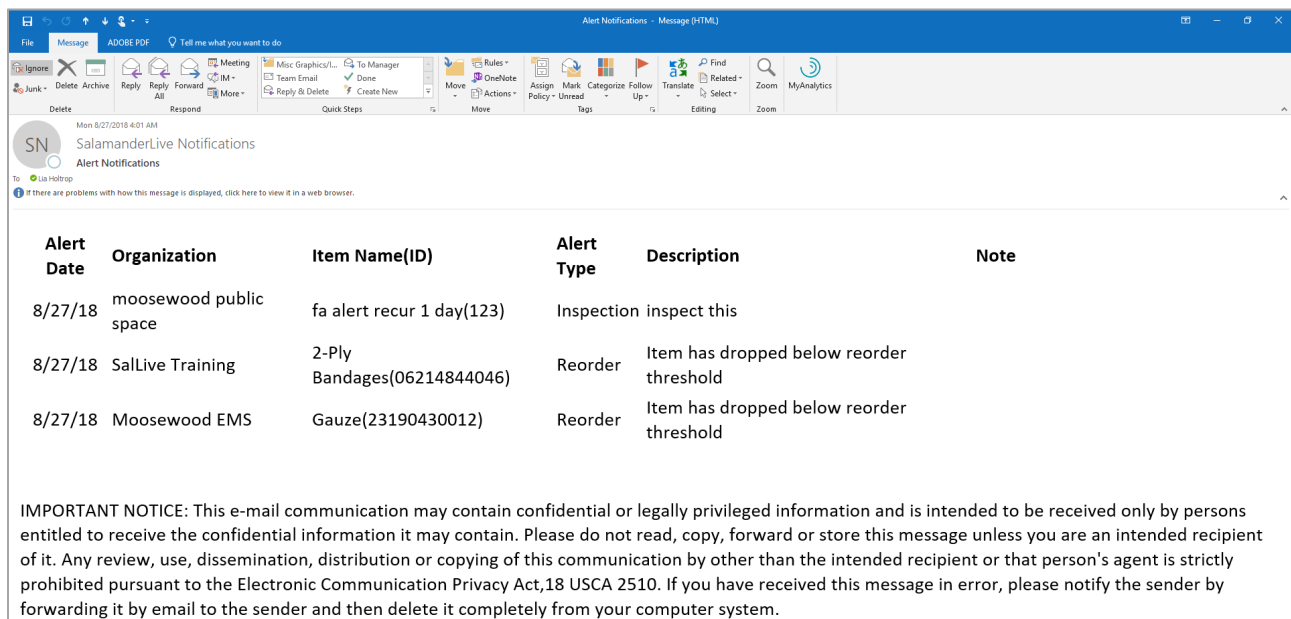 Alert Notifications - Message (HTML)
File Message ADOBE PDF Tell me what you want to do
Ignore
Junk
Delete Archive
Delete
Reply Reply All Forward
Meeting
IM
More
Respond
Misc Graphics/I... To Manager
Team Email Done
Reply & Delete Create New
Quick Steps
Move
Rules
OneNote
Actions
Move
Assign Policy Mark Unread Categorize Follow Up
Tags
Translate
Find
Related
Select
Editing
Zoom
Zoom
MyAnalytics
Mon 8/27/2018 4:01 AM
SN
SalamanderLive Notifications
Alert Notifications
To Lia Holtrop
If there are problems with how this message is displayed, click here to view it in a web browser.
Alert Date Organization Item Name(ID) Alert Type Description Note
8/27/18 moosewood public space fa alert recur 1 day(123) Inspection inspect this
8/27/18 SalLive Training 2-Ply Bandages(06214844046) Reorder Item has dropped below reorder threshold
8/27/18 Moosewood EMS Gauze(23190430012) Reorder Item has dropped below reorder threshold
IMPORTANT NOTICE: This e-mail communication may contain confidential or legally privileged information and is intended to be received only by persons
entitled to receive the confidential information it may contain. Please do not read, copy, forward or store this message unless you are an intended recipient
of it. Any review, use, dissemination, distribution or copying of this communication by other than the intended recipient or that person's agent is strictly
prohibited pursuant to the Electronic Communication Privacy Act,18 USCA 2510. If you have received this message in error, please notify the sender by
forwarding it by email to the sender and then delete it completely from your computer system.